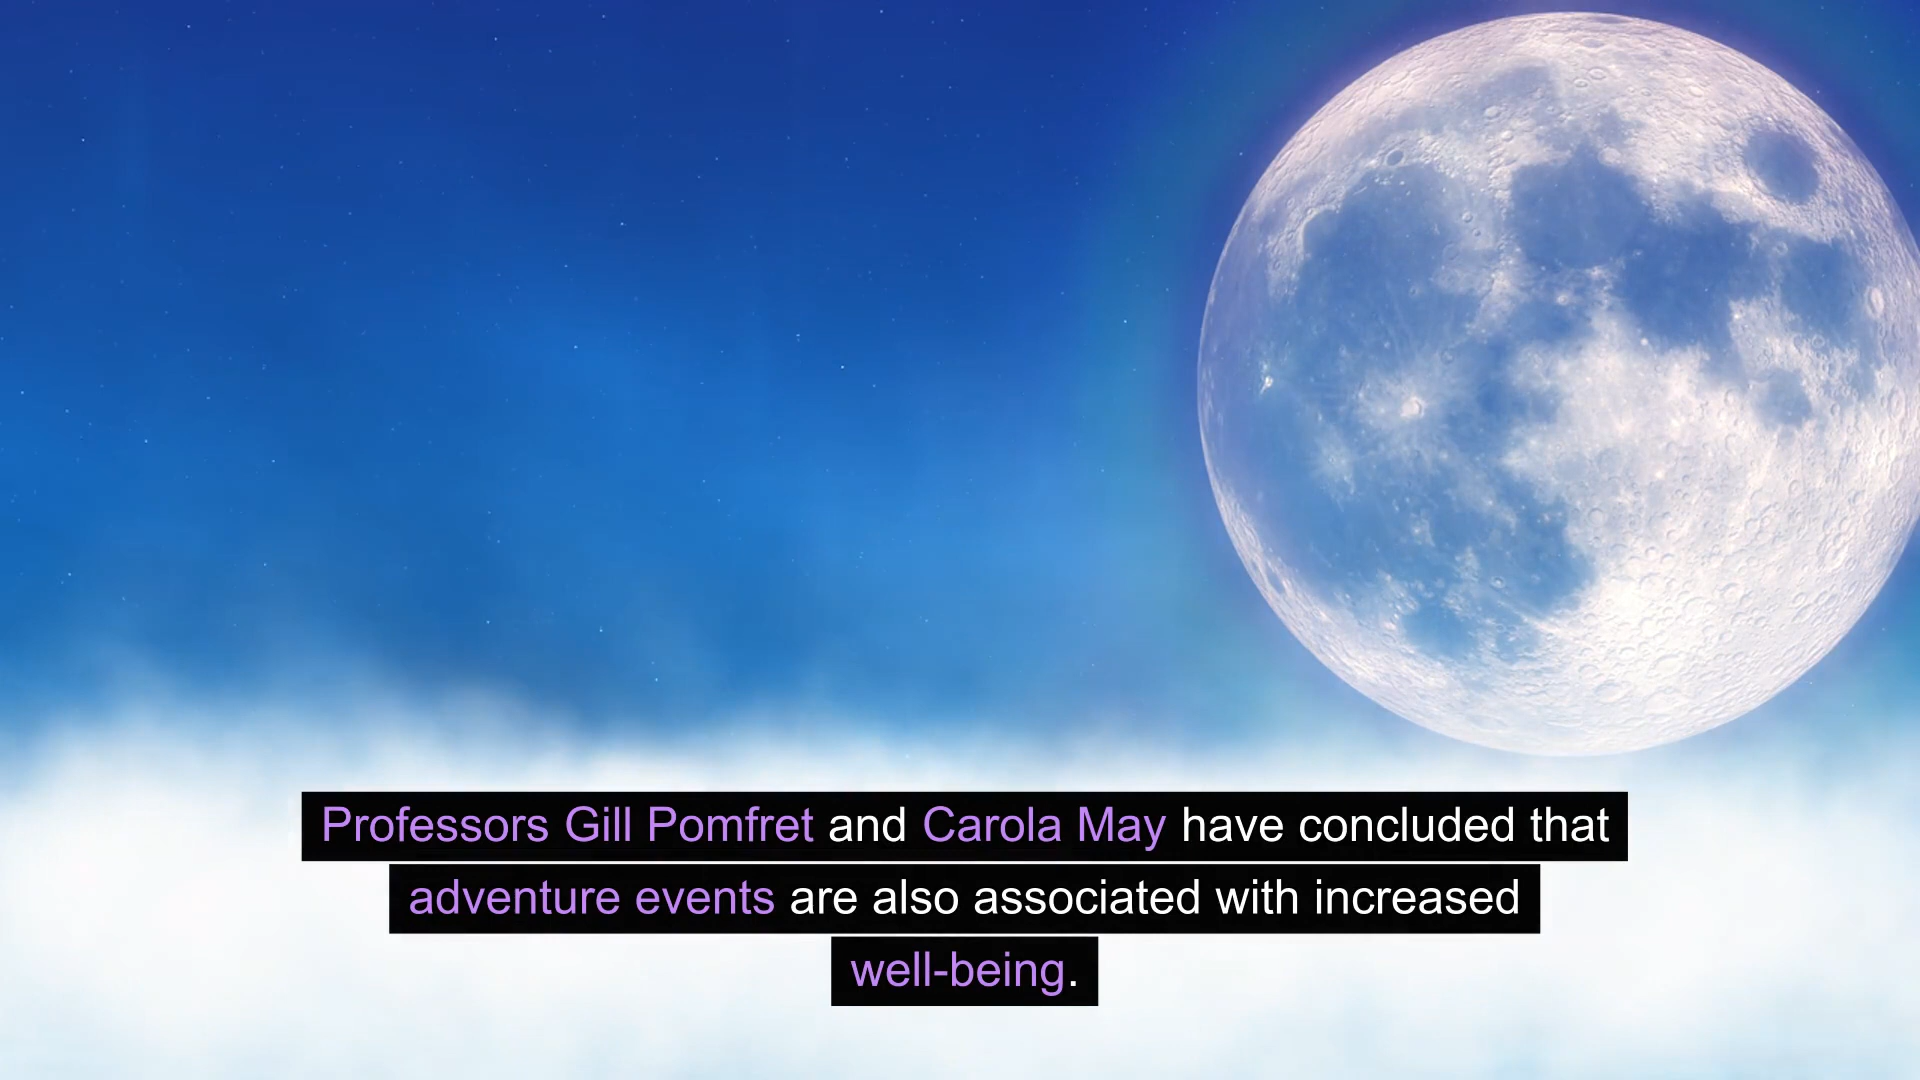 Professors Gill Pomfret and Carola May have concluded that
adventure events are also associated with increased
well-being.